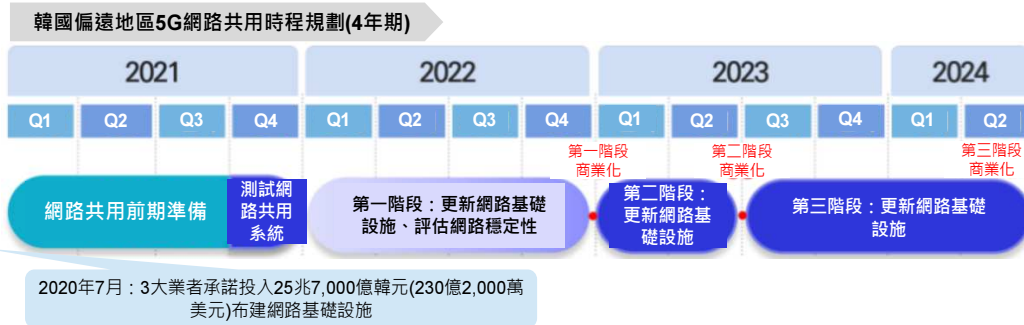 韓國偏遠地區5G網路共用時程規劃(4年期)
2021 2022 2023 2024
Q1 Q2 Q3 Q4 Q1 Q2 Q3 Q4 Q1 Q2 Q3 Q4 Q1 Q2
第一階段
商業化
第二階段
商業化
第三階段
商業化
網路共用前期準備
測試網
路共用
系統
第一階段：更新網路基礎
設施、評估網路穩定性
第二階段：
更新網路基
礎設施
第三階段：更新網路基礎
設施
2020年7月：3大業者承諾投入25兆7,000億韓元(230億2,000萬
美元)布建網路基礎設施